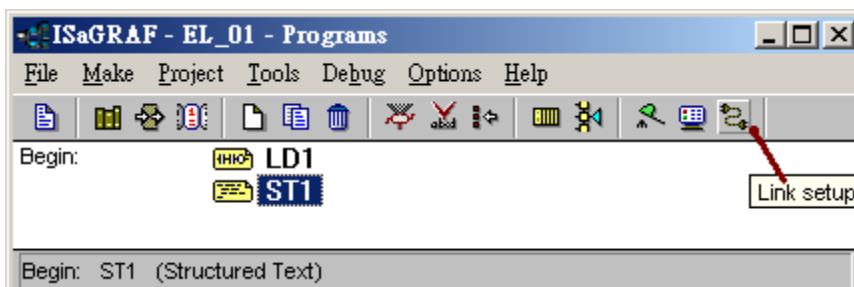 ISaGRAF - EL_01 - Programs
File Make Project Tools Debug Options Help
Begin: LD1
ST1
Link setup
Begin: ST1 (Structured Text)